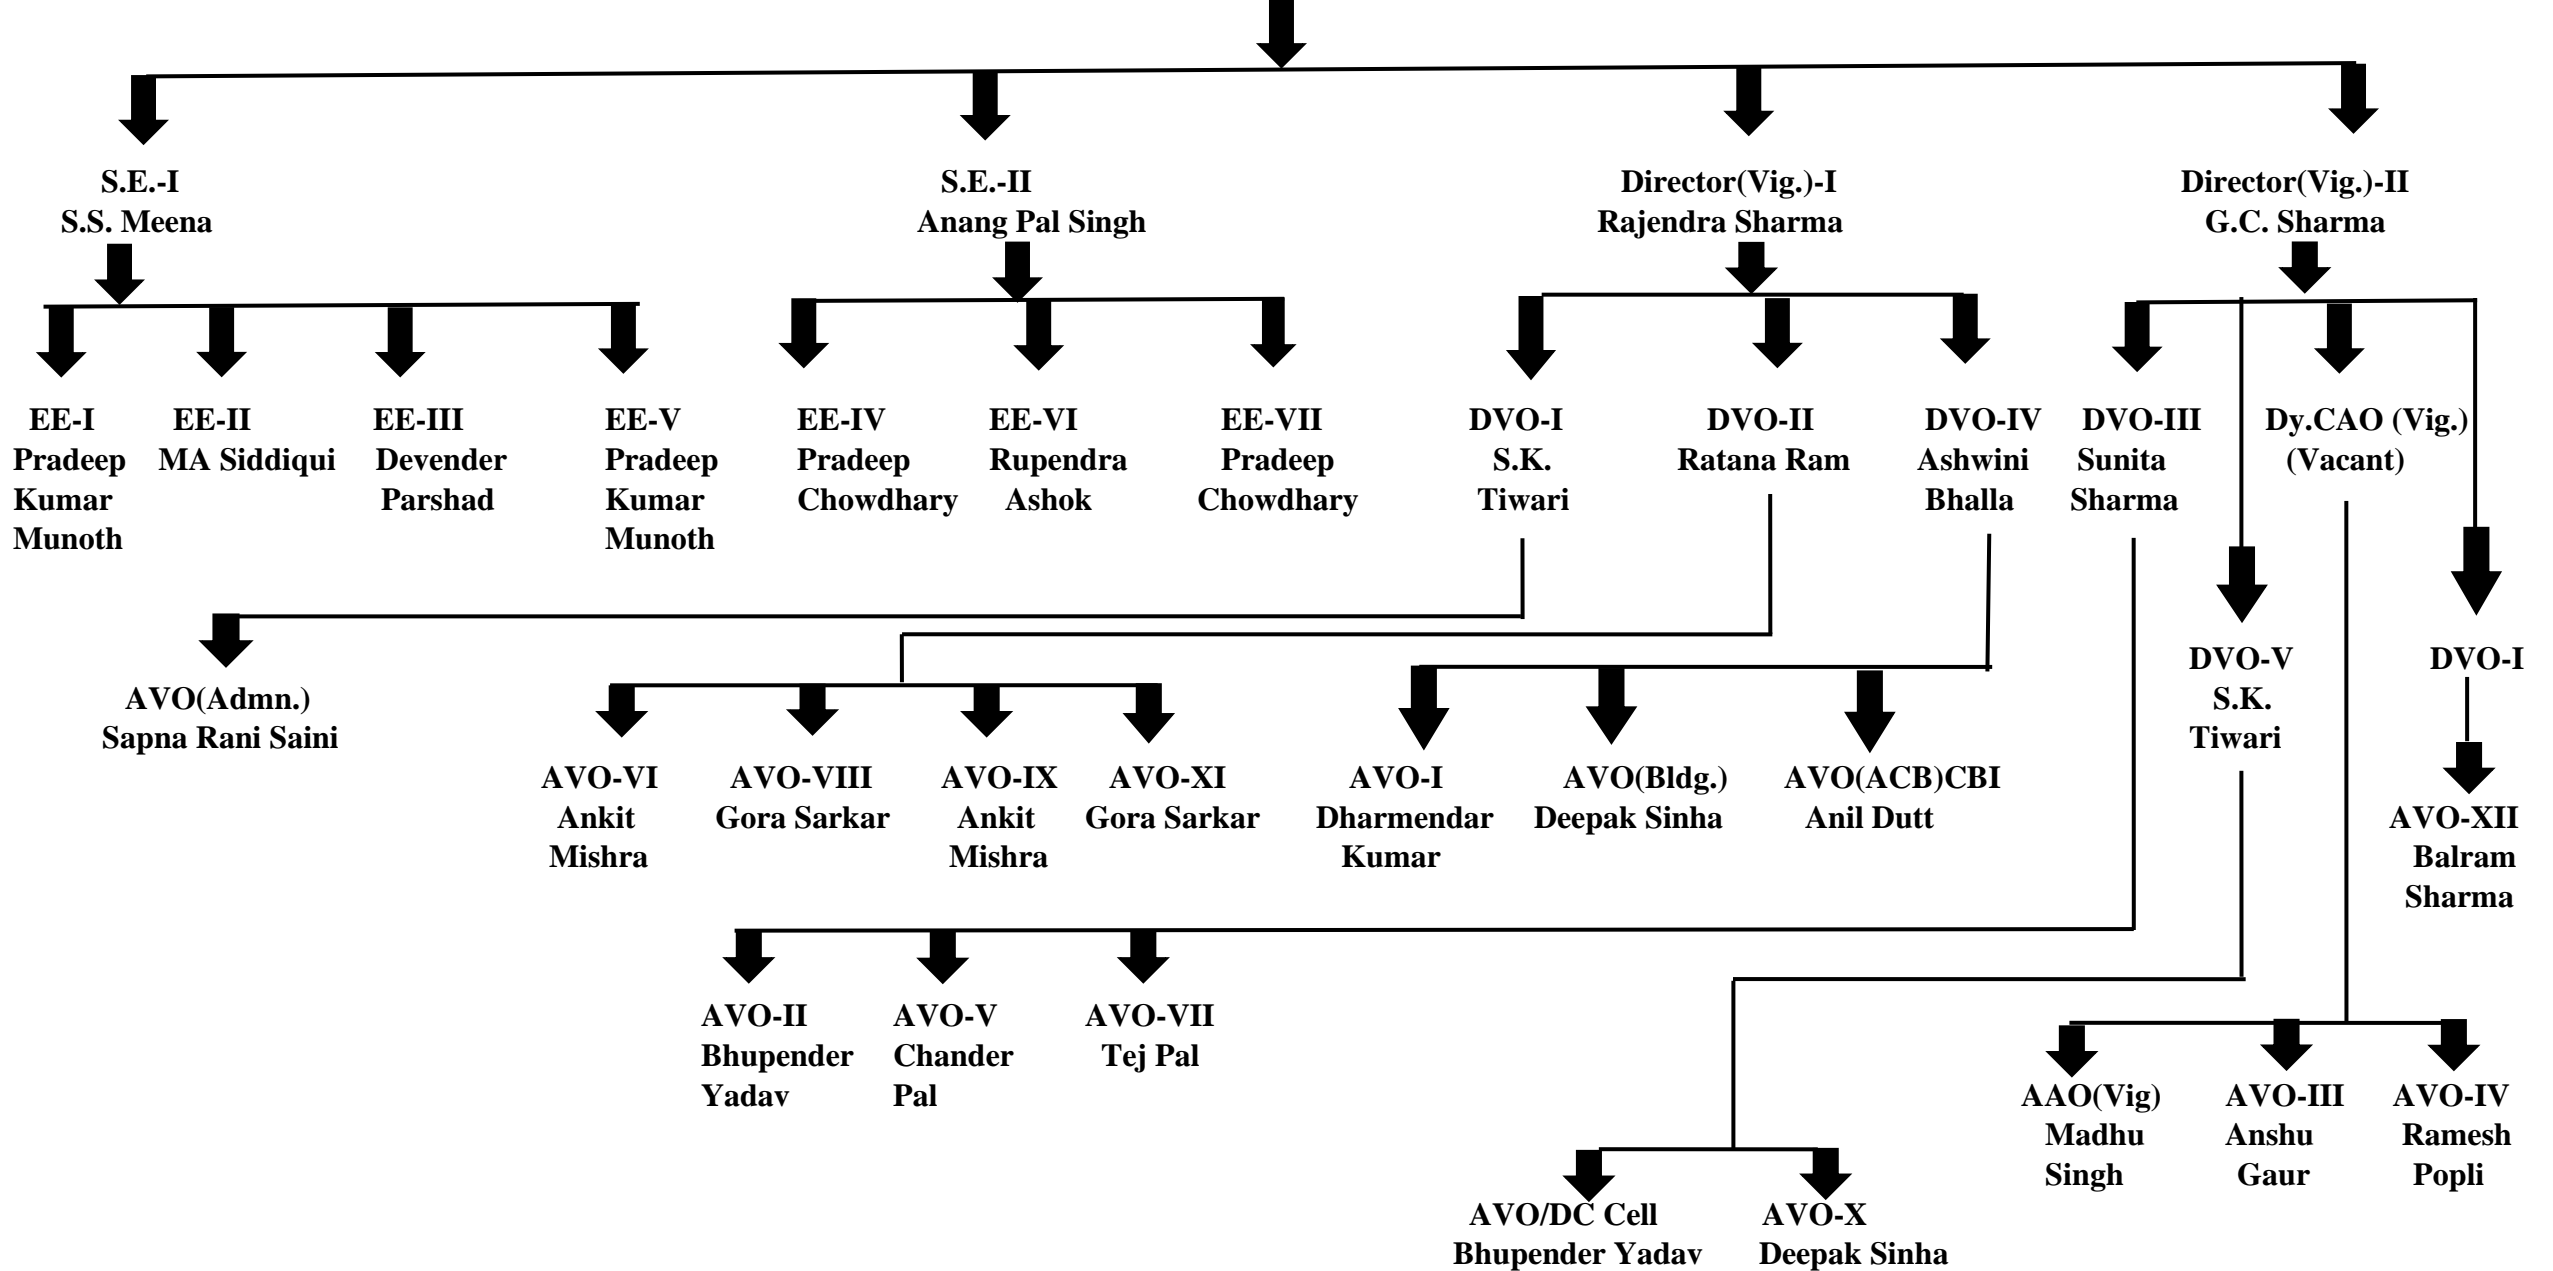 S.E.-I
S.S. Meena
S.E.-II
Anang Pal Singh
Director(Vig.)-I
Rajendra Sharma
Director(Vig.)-II
G.C. Sharma
EE-I
Pradeep
Kumar
Munoth
EE-II
MA Siddiqui
EE-III
Devender
Parshad
EE-V
Pradeep
Kumar
Munoth
EE-IV
Pradeep
Chowdhary
EE-VI
Rupendra
Ashok
EE-VII
Pradeep
Chowdhary
DVO-I
S.K.
Tiwari
DVO-II
Ratana Ram
DVO-IV
Ashwini
Bhalla
DVO-III
Sunita
Sharma
Dy.CAO (Vig.)
(Vacant)
DVO-V
S.K.
Tiwari
DVO-I
AVO(Admn.)
Sapna Rani Saini
AVO-VI
Ankit
Mishra
AVO-VIII
Gora Sarkar
AVO-IX
Ankit
Mishra
AVO-XI
Gora Sarkar
AVO-I
Dharmendar
Kumar
AVO(Bldg.)
Deepak Sinha
AVO(ACB)CBI
Anil Dutt
AVO-XII
Balram
Sharma
AVO-II
Bhupender
Yadav
AVO-V
Chander
Pal
AVO-VII
Tej Pal
AAO(Vig)
Madhu
Singh
AVO-III
Anshu
Gaur
AVO-IV
Ramesh
Popli
AVO/DC Cell
Bhupender Yadav
AVO-X
Deepak Sinha